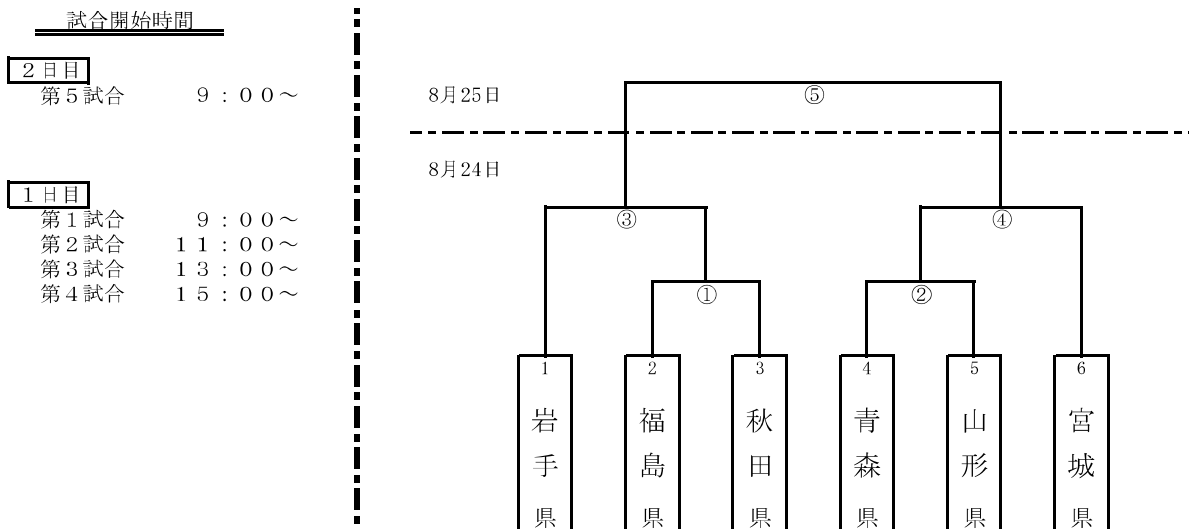 試合開始時間
２日目
第５試合　９：００～
１日目
第１試合　９：００～
第２試合　１１：００～
第３試合　１３：００～
第４試合　１５：００～
8月25日
⑤
8月24日
③
④
①
②
1
岩手県
2
福島県
3
秋田県
4
青森県
5
山形県
6
宮城県